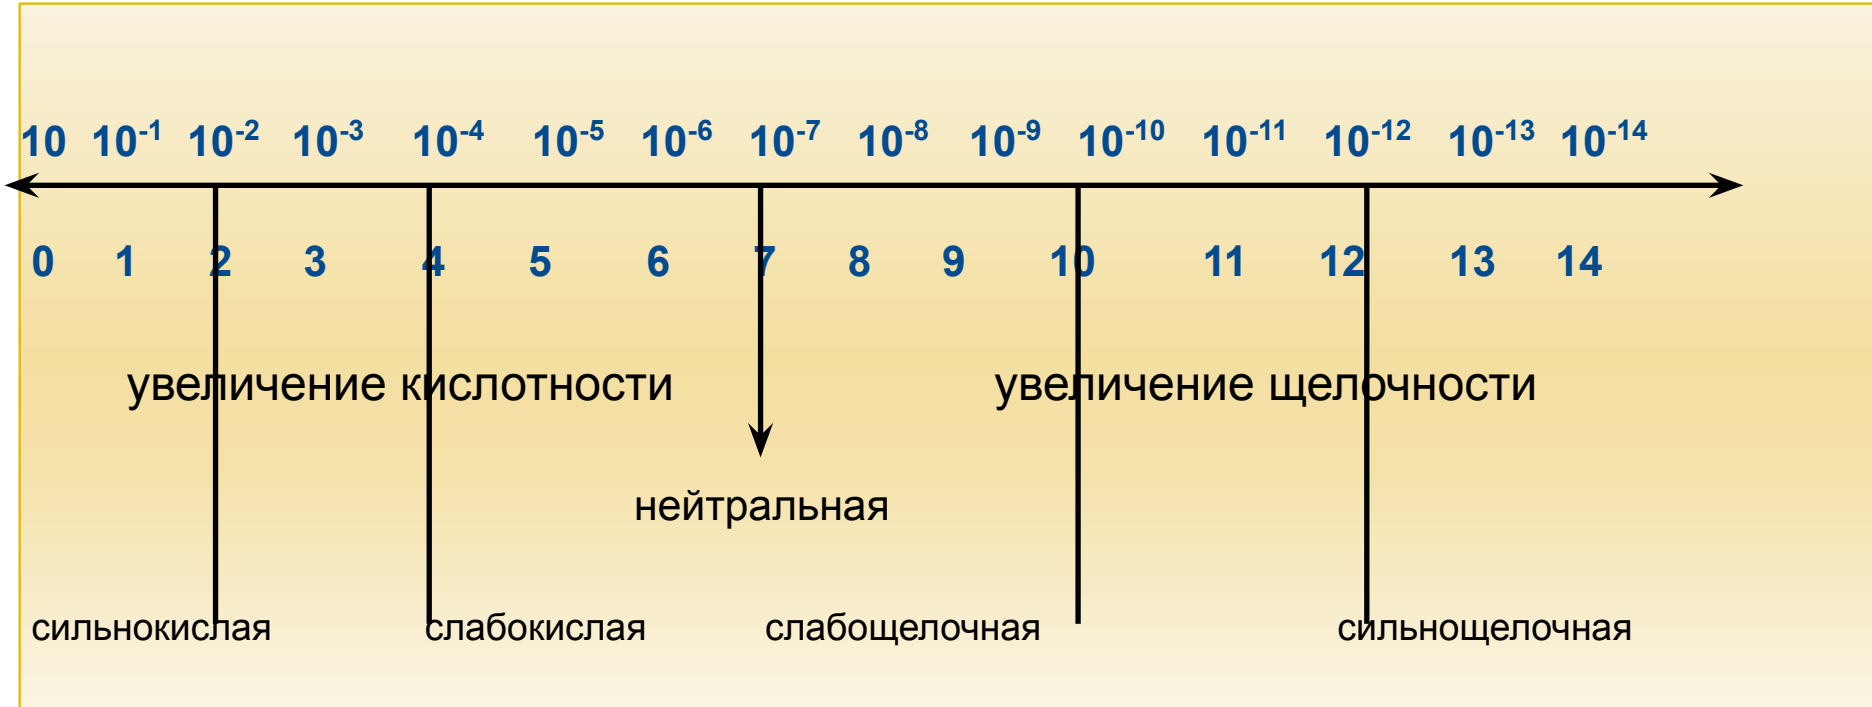 10 10⁻¹ 10⁻² 10⁻³ 10⁻⁴ 10⁻⁵ 10⁻⁶ 10⁻⁷ 10⁻⁸ 10⁻⁹ 10⁻¹⁰ 10⁻¹¹ 10⁻¹² 10⁻¹³ 10⁻¹⁴
0 1 2 3 4 5 6 7 8 9 10 11 12 13 14
увеличение кислотности увеличение щелочности
нейтральная
сильнокислая слабокислая слабощелочная сильнощелочная